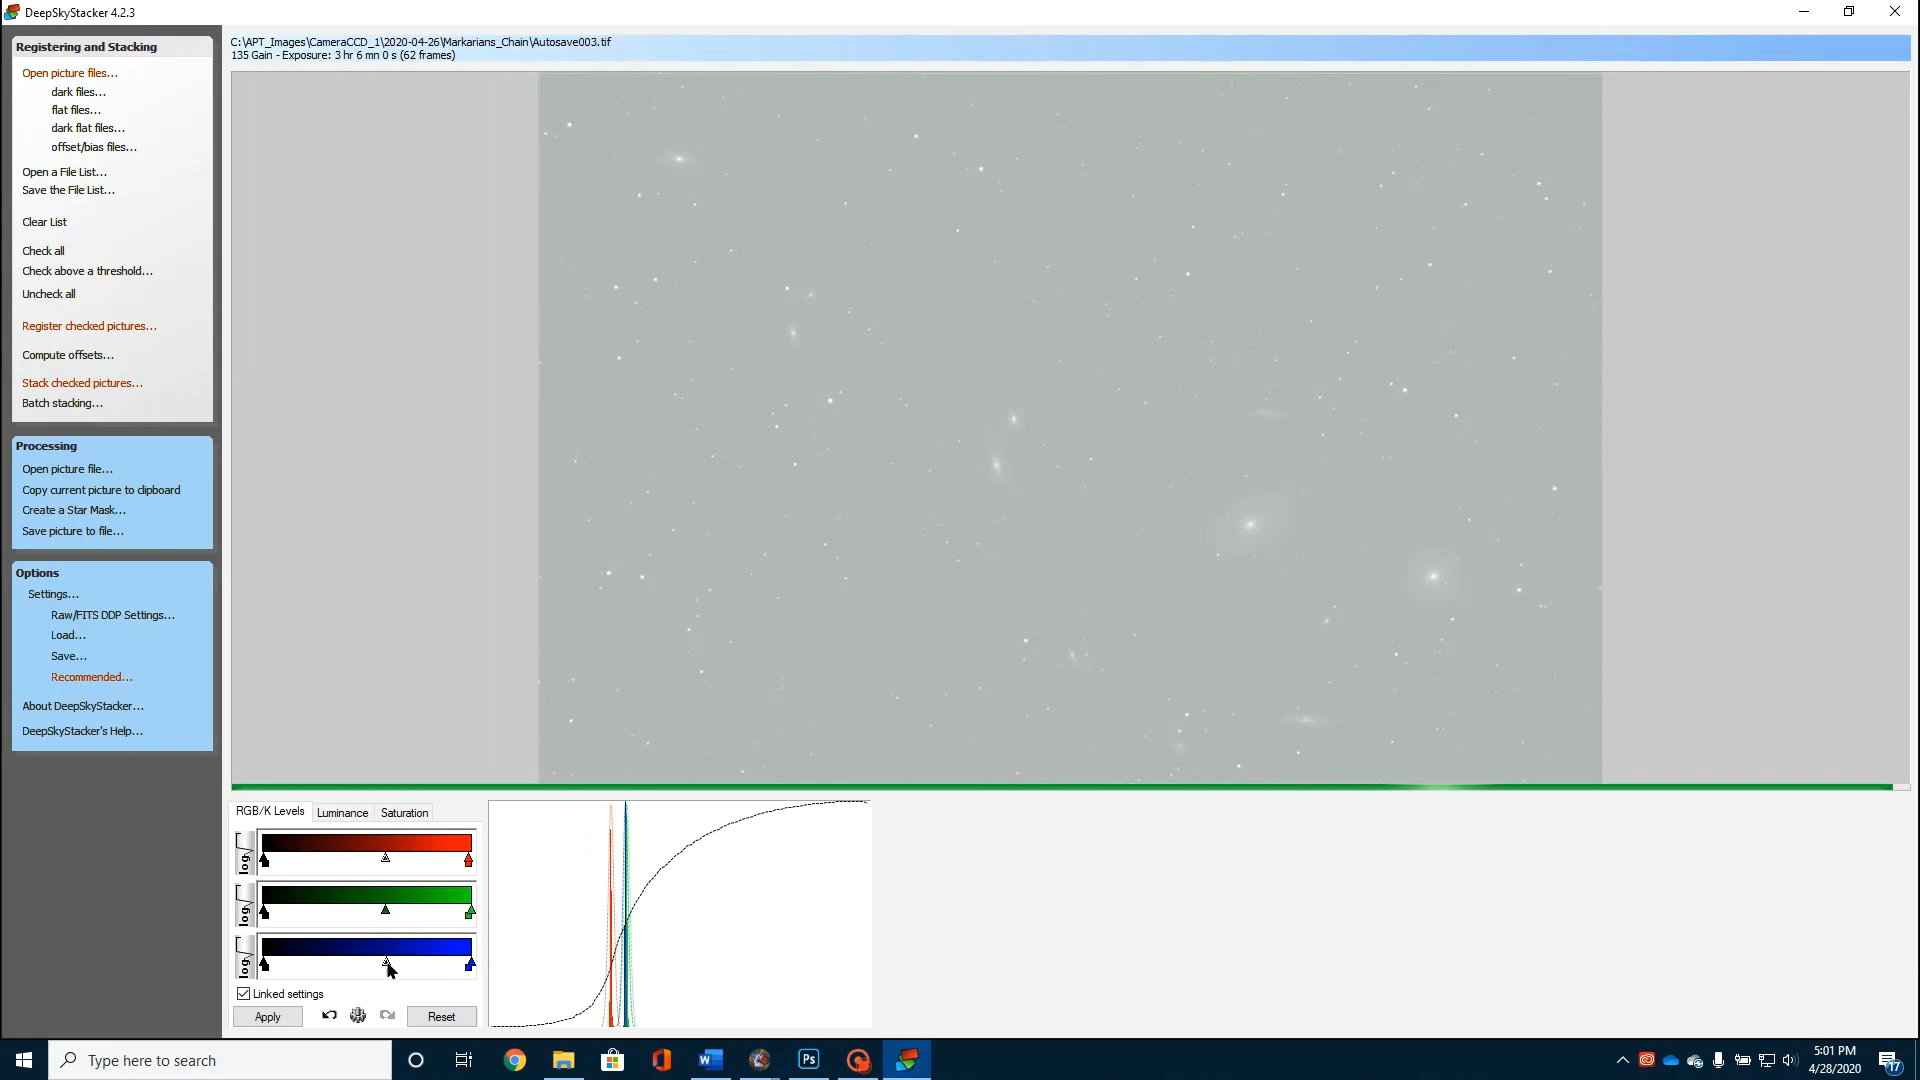 DeepSkyStacker 4.2.3
Registering and Stacking
Open picture files...
dark files...
flat files...
dark flat files...
offset/bias files...
Open a File List...
Save the File List...
Clear List
Check all
Check above a threshold...
Uncheck all
Register checked pictures...
Compute offsets...
Stack checked pictures...
Batch stacking...
Processing
Open picture file...
Copy current picture to clipboard
Create a Star Mask...
Save picture to file...
Options
Settings...
Raw/FITS DDP Settings...
Load...
Save...
Recommended...
About DeepSkyStacker...
DeepSkyStacker's Help...
C:\APT_Images\CameraCCD_1\2020-04-26\Markarians_Chain\Autosave003.tif
135 Gain - Exposure: 3 hr 6 mn 0 s (62 frames)
RGB/K Levels Luminance Saturation
log
log
log
Linked settings
Apply Reset
Type here to search
W
Ps
5:01 PM
4/28/2020
17